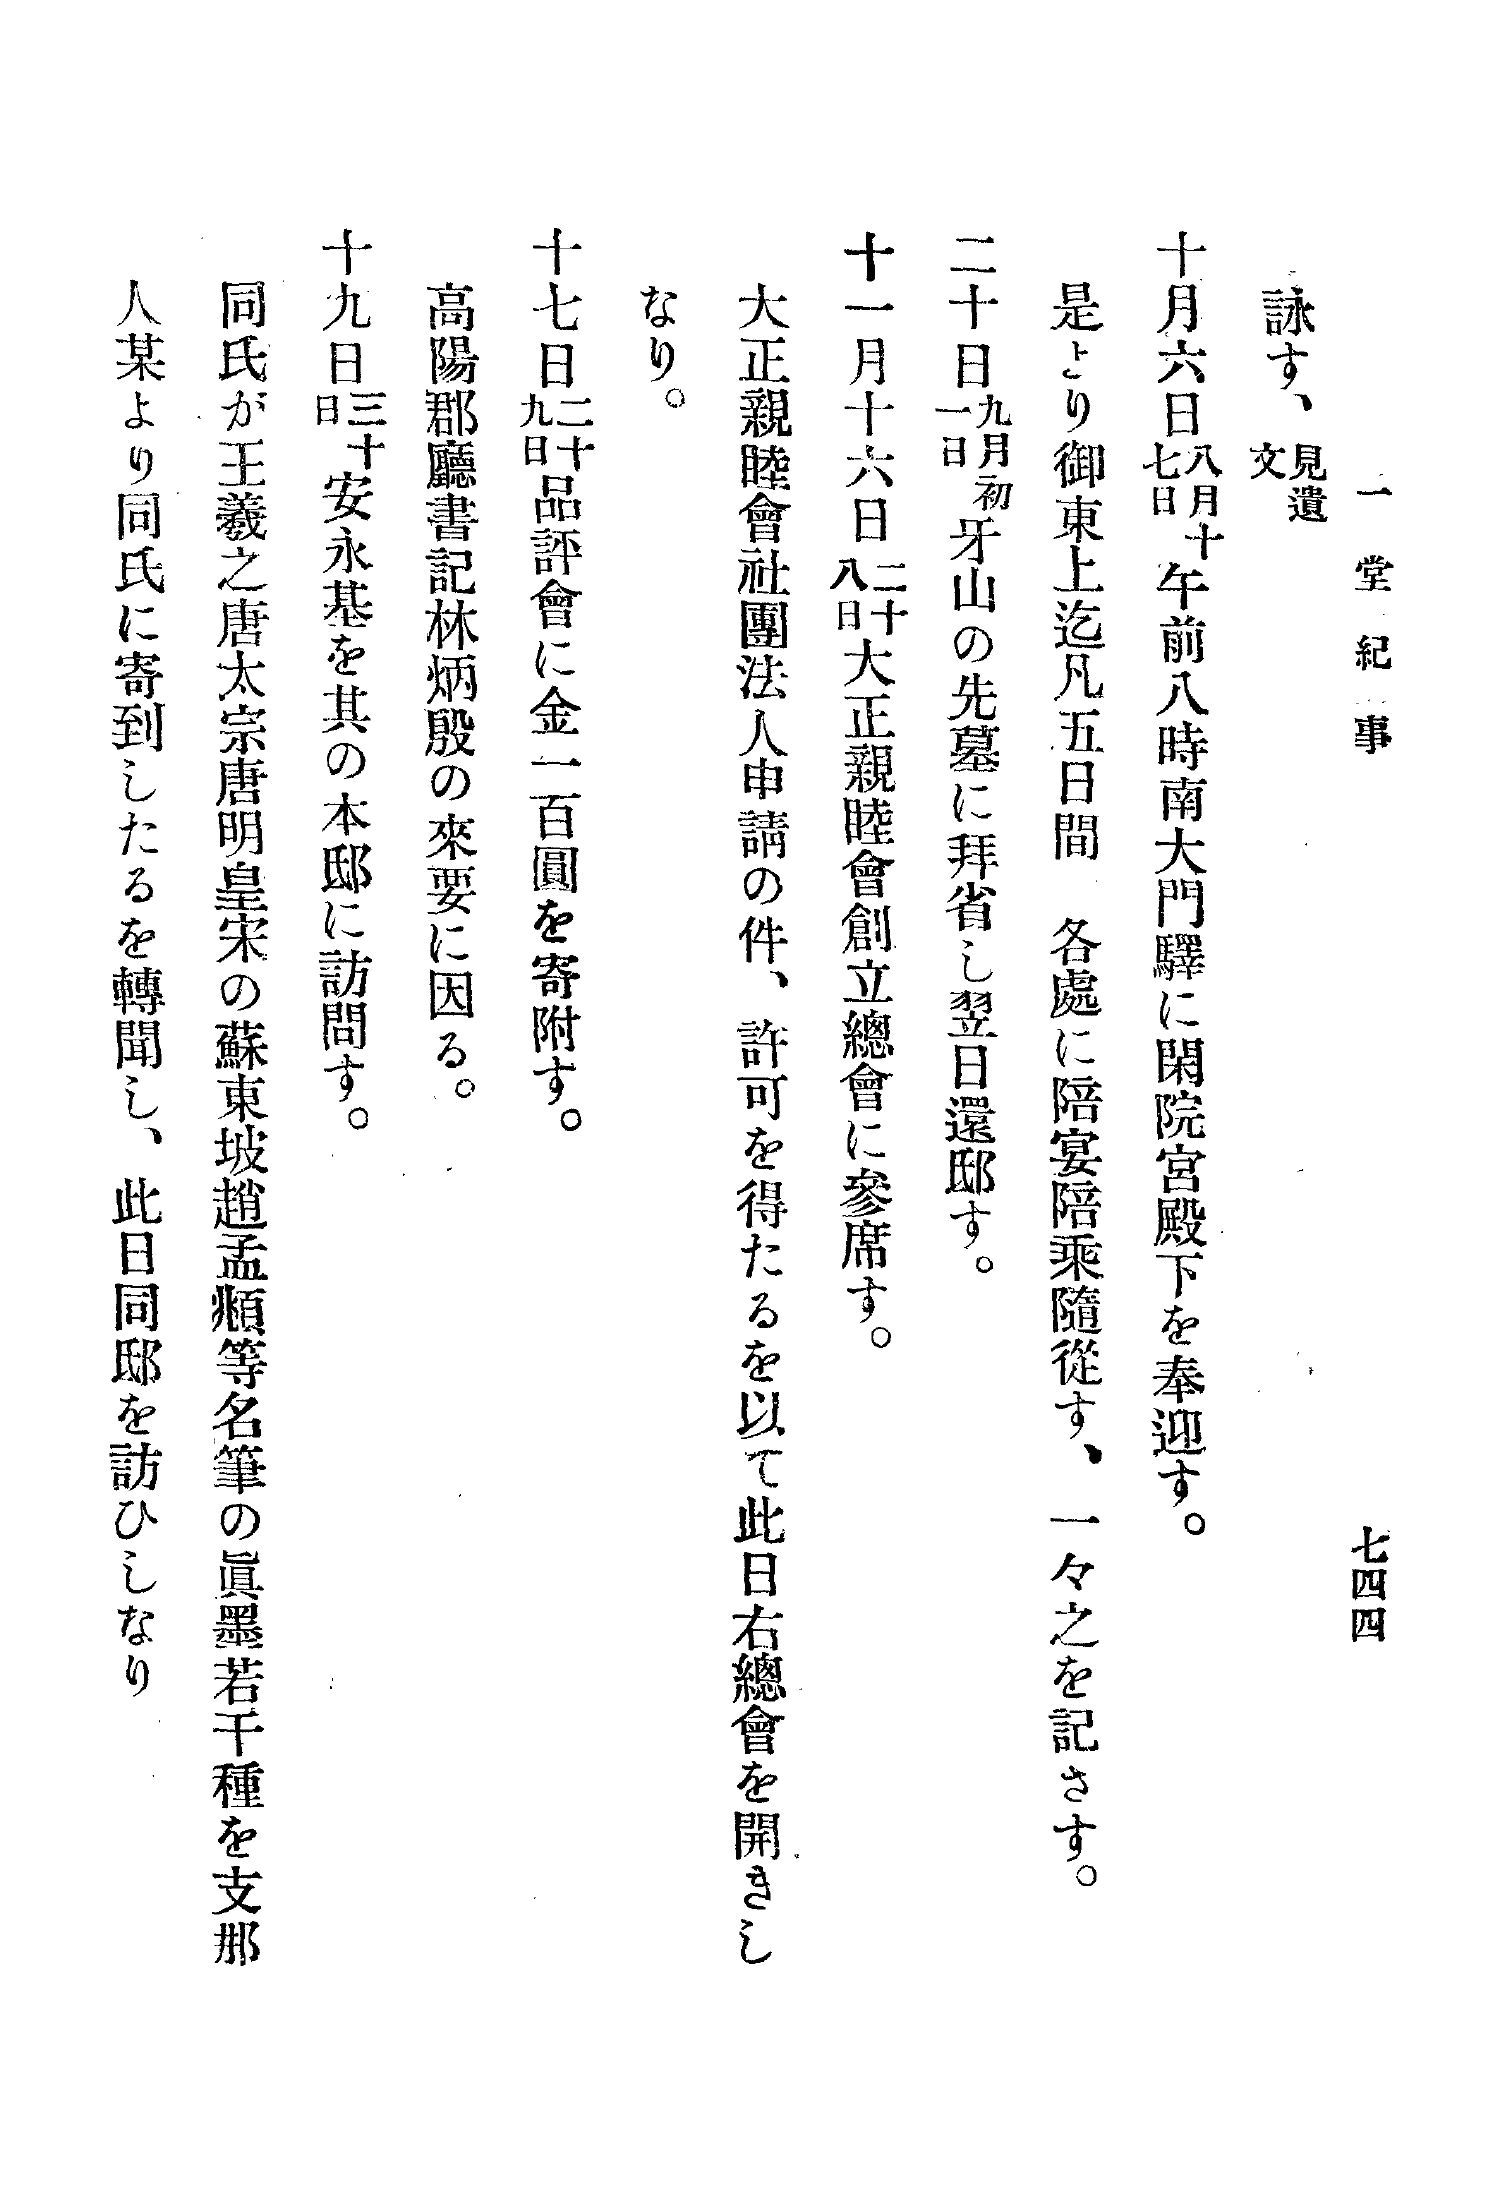 一堂紀事　七四四
詠す、見遺文
十月六日八月十七日午前八時南大門驛に閑院宮殿下を奉迎す。
是より御東上迄凡五日間　各處に陪宴陪乘隨從す、一々之を記さす。
二十日九月初一日牙山の先墓に拜省し翌日還邸す。
十一月十六日二十八日大正親睦會創立總會に參席す。
大正親睦會社團法人申請の件、許可を得たるを以て此日右總會を開きし
なり。
十七日二十九日品評會に金一百圓を寄附す。
高陽郡廳書記林炳殷の來要に因る。
十九日三十日安永基を其の本邸に訪問す。
同氏が王羲之唐太宗唐明皇宋の蘇東坡趙孟頫等名筆の眞墨若干種を支那
人某より同氏に寄到したるを轉聞し、此日同邸を訪ひしなり